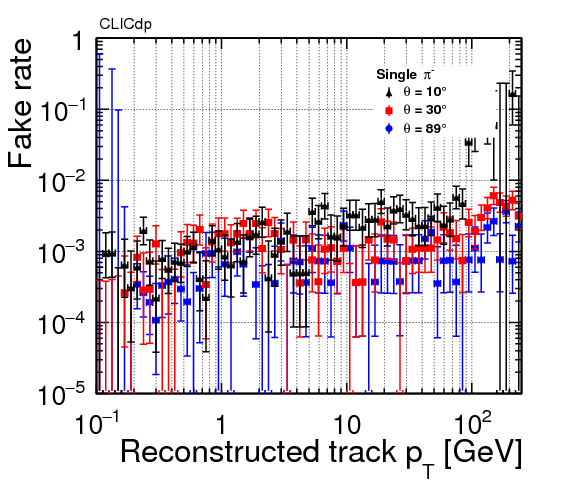 CLICdp
Fake rate
1
10⁻¹
10⁻²
10⁻³
10⁻⁴
10⁻⁵
Single π⁻
θ = 10°
θ = 30°
θ = 89°
10⁻¹ 1 10 10²
Reconstructed track p_T [GeV]